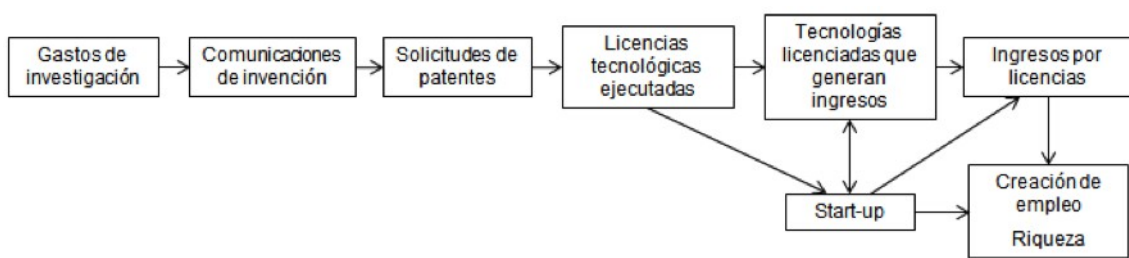 Gastos de
investigación
Comunicaciones
de invención
Solicitudes de
patentes
Licencias
tecnológicas
ejecutadas
Tecnologías
licenciadas que
generan
ingresos
Ingresos por
licencias
Start-up
Creación de
empleo
Riqueza